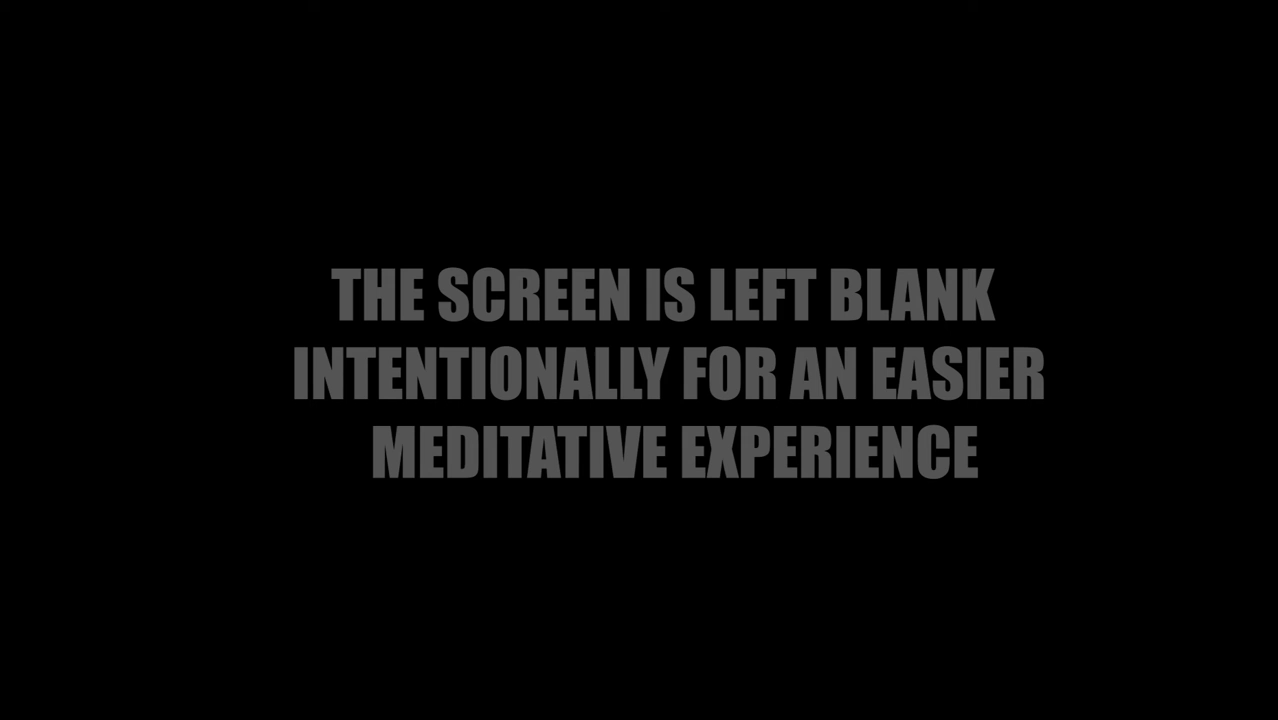 THE SCREEN IS LEFT BLANK
INTENTIONALLY FOR AN EASIER
MEDITATIVE EXPERIENCE